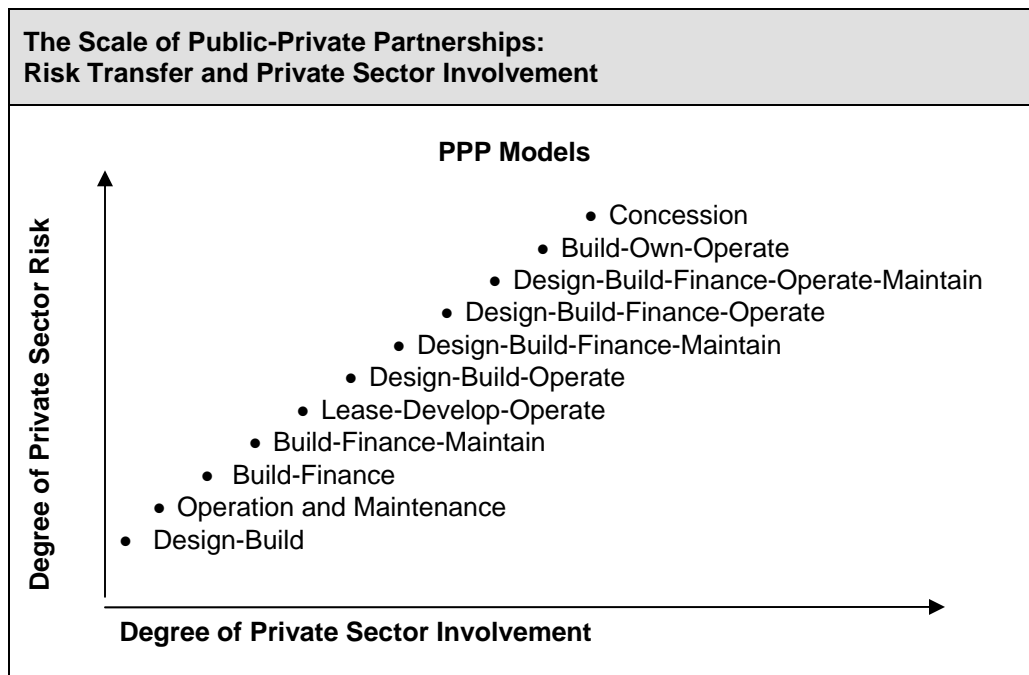 The Scale of Public-Private Partnerships:
Risk Transfer and Private Sector Involvement
PPP Models
Degree of Private Sector Risk
• Concession
• Build-Own-Operate
• Design-Build-Finance-Operate-Maintain
• Design-Build-Finance-Operate
• Design-Build-Finance-Maintain
• Design-Build-Operate
• Lease-Develop-Operate
• Build-Finance-Maintain
• Build-Finance
• Operation and Maintenance
• Design-Build
Degree of Private Sector Involvement